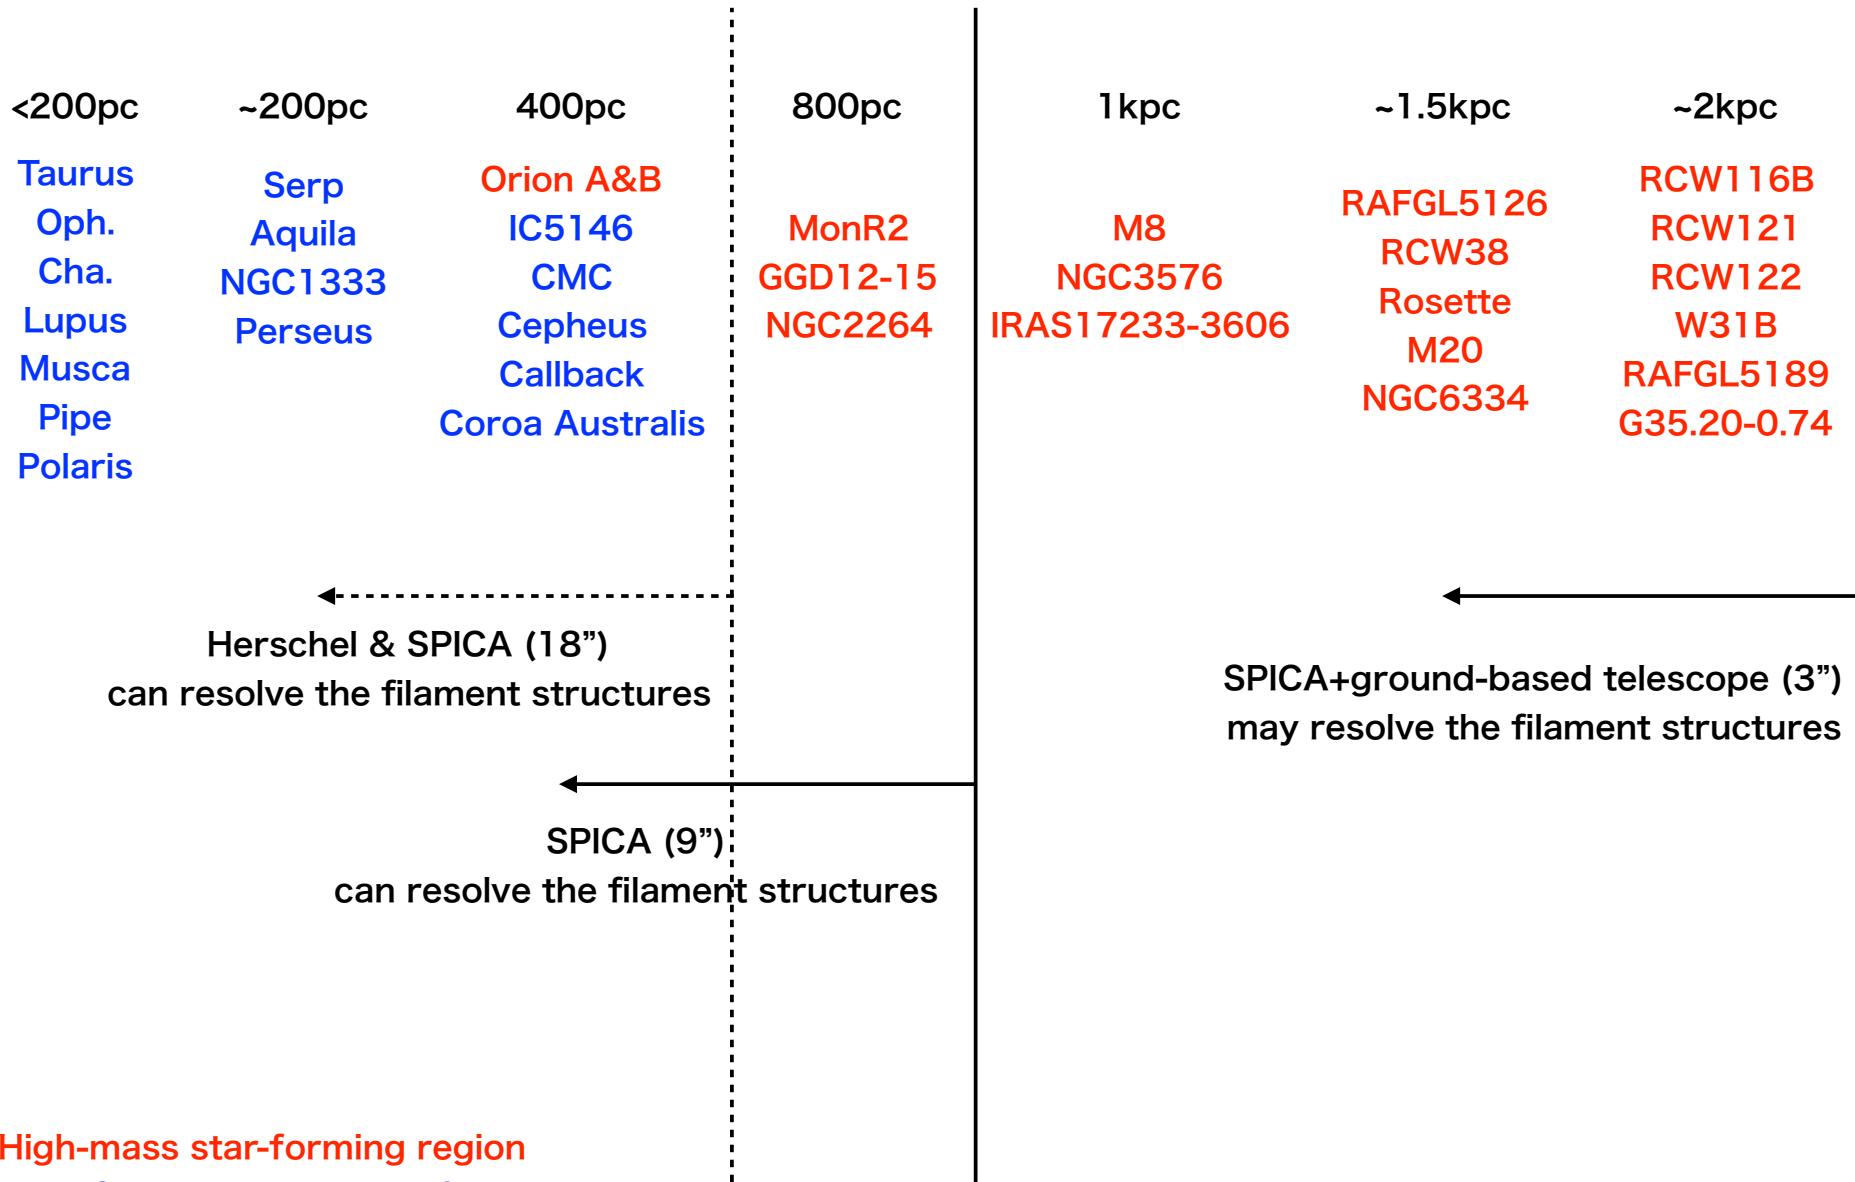 <200pc
~200pc
400pc
800pc
1kpc
~1.5kpc
~2kpc
Taurus
Oph.
Cha.
Lupus
Musca
Pipe
Polaris
Serp
Aquila
NGC1333
Perseus
Orion A&B
IC5146
CMC
Cepheus
Callback
Coroa Australis
MonR2
GGD12-15
NGC2264
M8
NGC3576
IRAS17233-3606
RAFGL5126
RCW38
Rosette
M20
NGC6334
RCW116B
RCW121
RCW122
W31B
RAFGL5189
G35.20-0.74
Herschel & SPICA (18”)
can resolve the filament structures
SPICA+ground-based telescope (3”)
may resolve the filament structures
SPICA (9”)
can resolve the filament structures
High-mass star-forming region